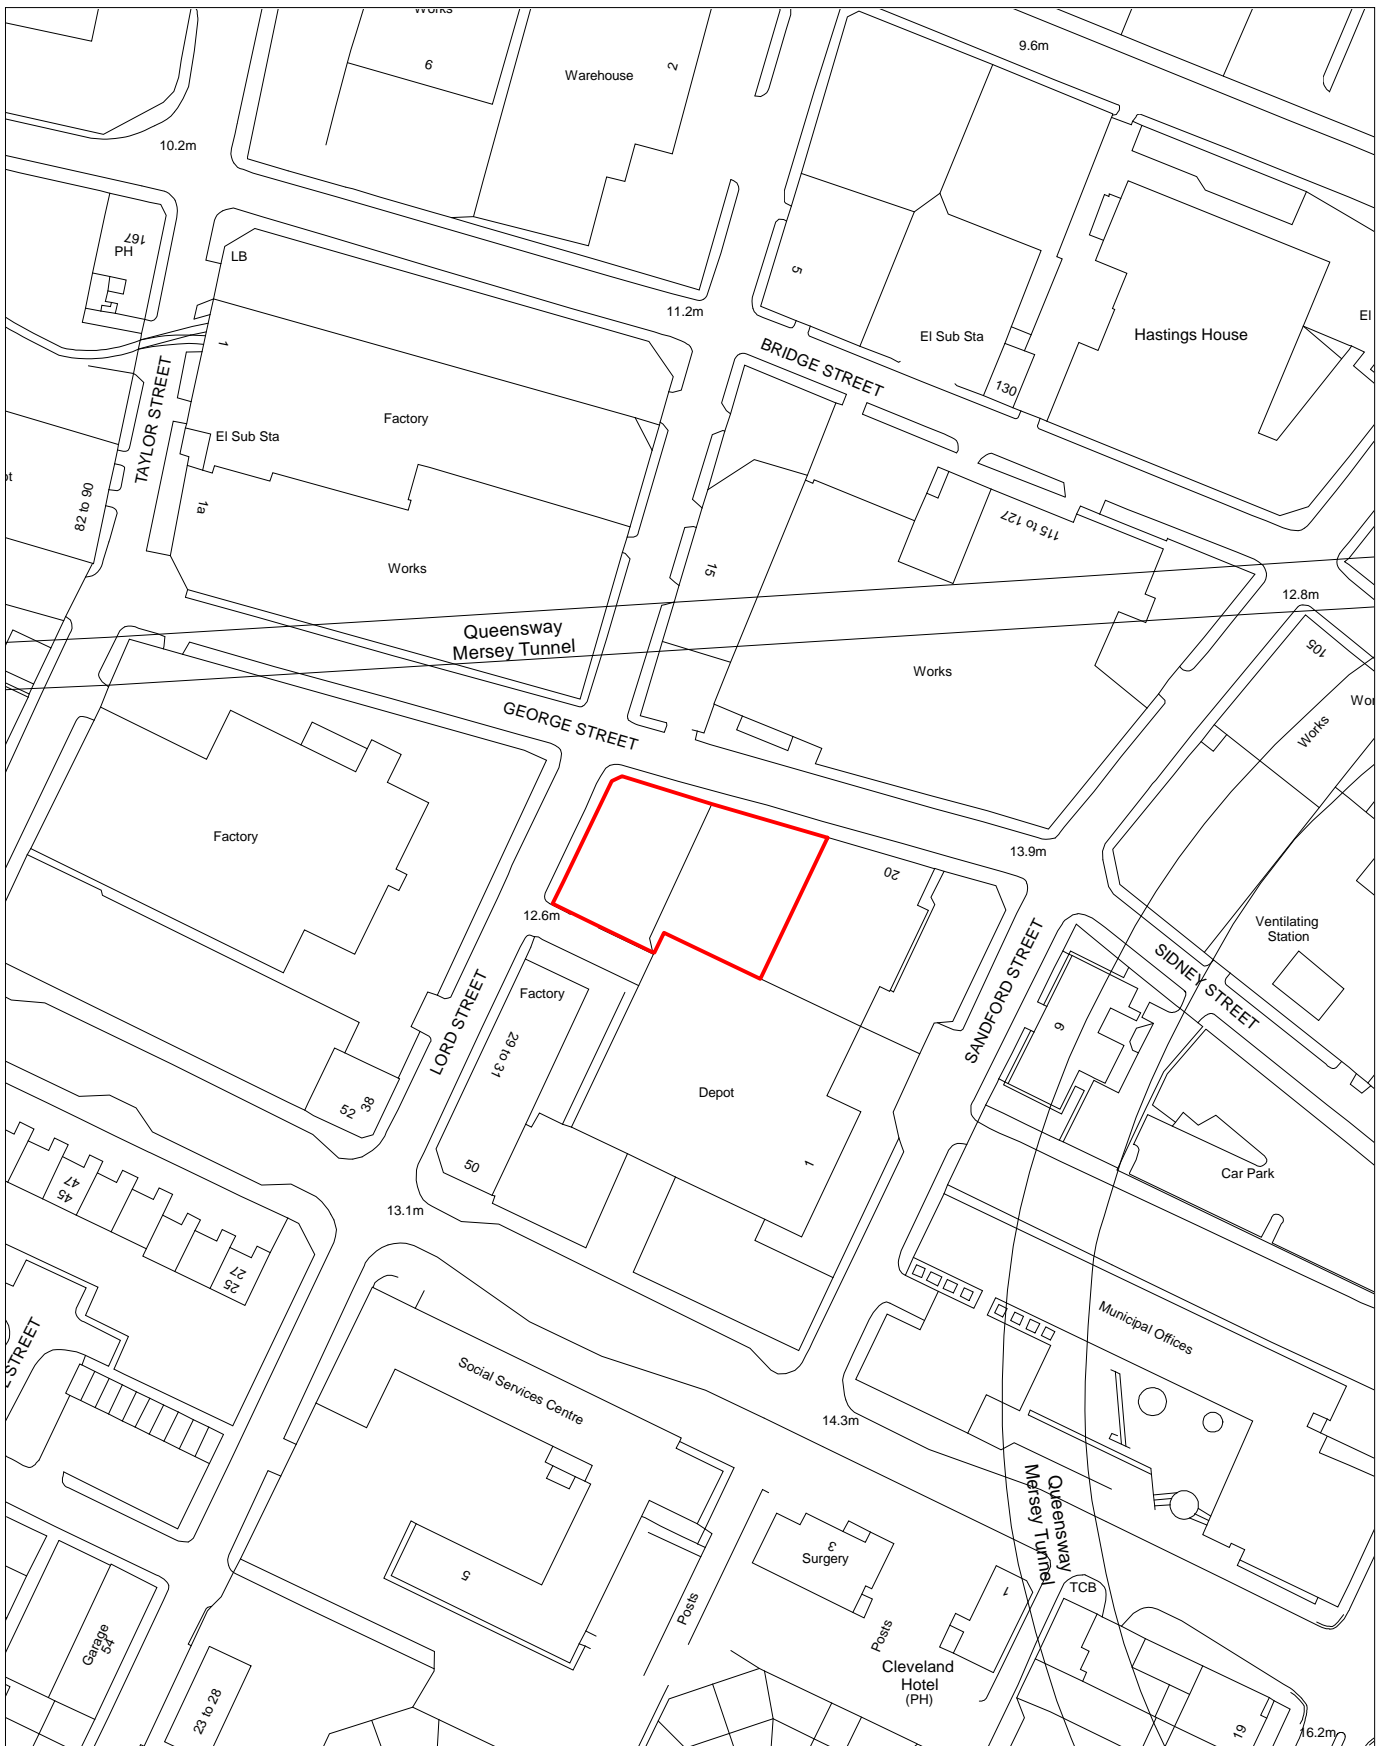 9.6m
6
Warehouse
2
10.2m
167
PH
LB
5
11.2m
El Sub Sta
Hastings House
El
BRIDGE STREET
130
1
TAYLOR STREET
Factory
El Sub Sta
82 to 90
1a
115 to 127
Works
15
12.8m
Queensway
Mersey Tunnel
105
Works
Works
GEORGE STREET
Factory
13.9m
20
12.6m
Ventilating
Station
SANDFORD STREET
SIDNEY STREET
LORD STREET
Factory
29 to 31
Depot
52
38
50
1
Car Park
45
47
13.1m
25
27
Municipal Offices
STREET
Social Services Centre
14.3m
Queensway
Mersey Tunnel
3
Surgery
5
1
TCB
Posts
Posts
Garage
54
Cleveland
Hotel
(PH)
23 to 28
19
16.2m